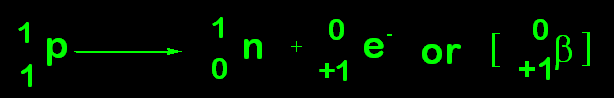 ¹₁p ⟶ ¹₀n + ⁰₊₁e⁻ or [ ⁰₊₁β ]